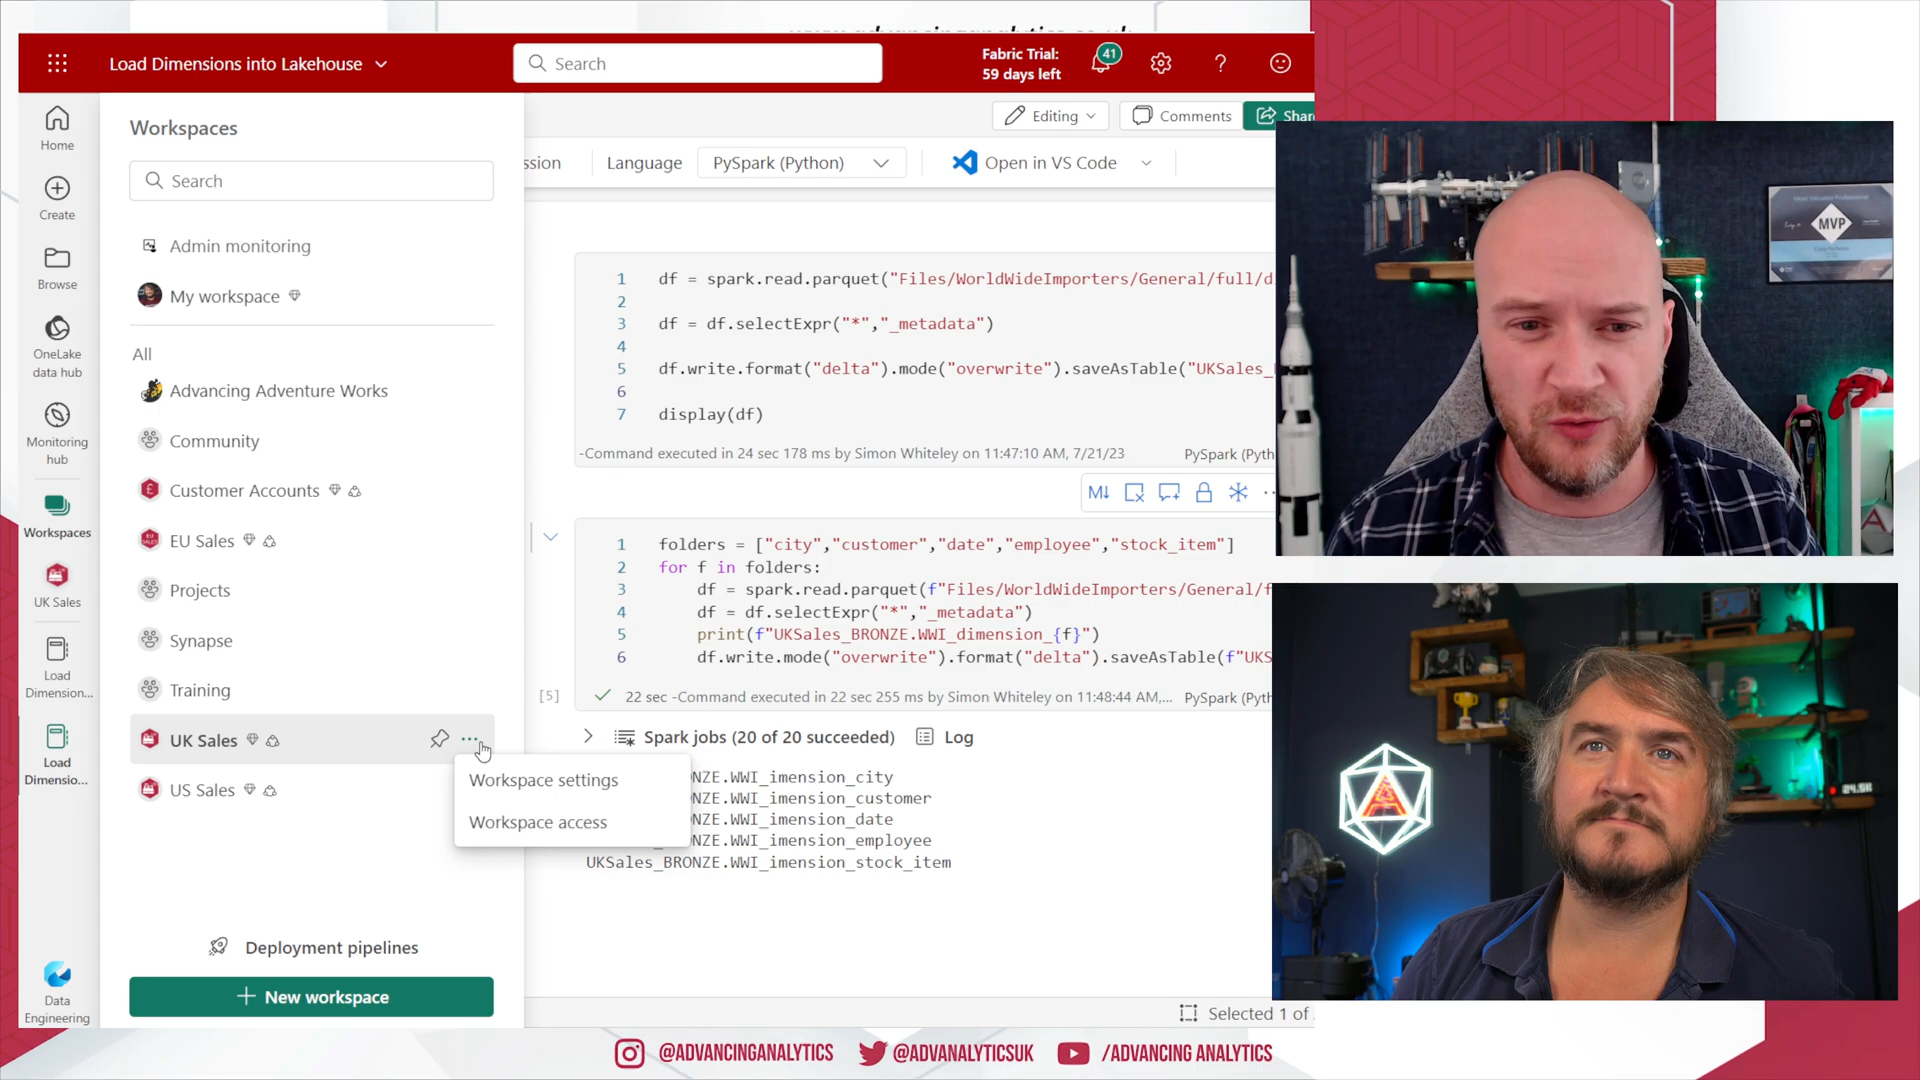 Load Dimensions into Lakehouse
Search
Fabric Trial:
59 days left
41
?
Home
Create
Browse
OneLake
data hub
Monitoring
hub
Workspaces
UK Sales
Load
Dimension...
Load
Dimensio...
Data
Engineering
Workspaces
Search
Admin monitoring
My workspace
All
Advancing Adventure Works
Community
Customer Accounts
EU Sales
Projects
Synapse
Training
UK Sales
US Sales
Workspace settings
Workspace access
Deployment pipelines
+ New workspace
Editing
Comments
Share
ssion
Language
PySpark (Python)
Open in VS Code
1 df = spark.read.parquet("Files/WorldWideImporters/General/full/d
2
3 df = df.selectExpr("*","_metadata")
4
5 df.write.format("delta").mode("overwrite").saveAsTable("UKSales_
6
7 display(df)
-Command executed in 24 sec 178 ms by Simon Whiteley on 11:47:10 AM, 7/21/23
PySpark (Pyth
M↓
1 folders = ["city","customer","date","employee","stock_item"]
2 for f in folders:
3 df = spark.read.parquet(f"Files/WorldWideImporters/General/f
4 df = df.selectExpr("*","_metadata")
5 print(f"UKSales_BRONZE.WWI_dimension_{f}")
6 df.write.mode("overwrite").format("delta").saveAsTable(f"UKS
[5]
22 sec -Command executed in 22 sec 255 ms by Simon Whiteley on 11:48:44 AM,...
PySpark (Pyth
Spark jobs (20 of 20 succeeded)
Log
NZE.WWI_imension_city
NZE.WWI_imension_customer
NZE.WWI_imension_date
NZE.WWI_imension_employee
UKSales_BRONZE.WWI_imension_stock_item
Selected 1 of
MVP
24.5K
@ADVANCINGANALYTICS
@ADVANALYTICSUK
/ADVANCING ANALYTICS